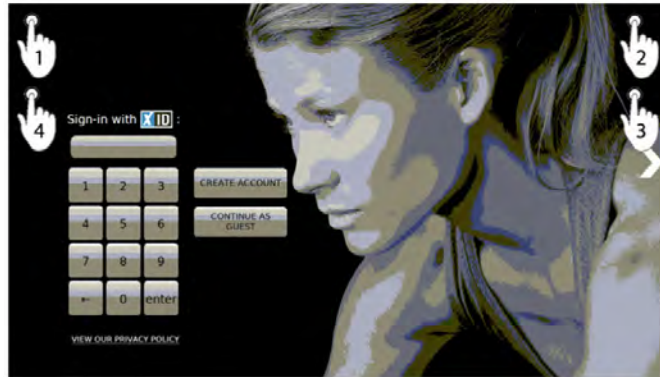 1
2
4
3
Sign-in with X ID :
1 2 3
CREATE ACCOUNT
4 5 6
CONTINUE AS
GUEST
7 8 9
← 0 enter
VIEW OUR PRIVACY POLICY